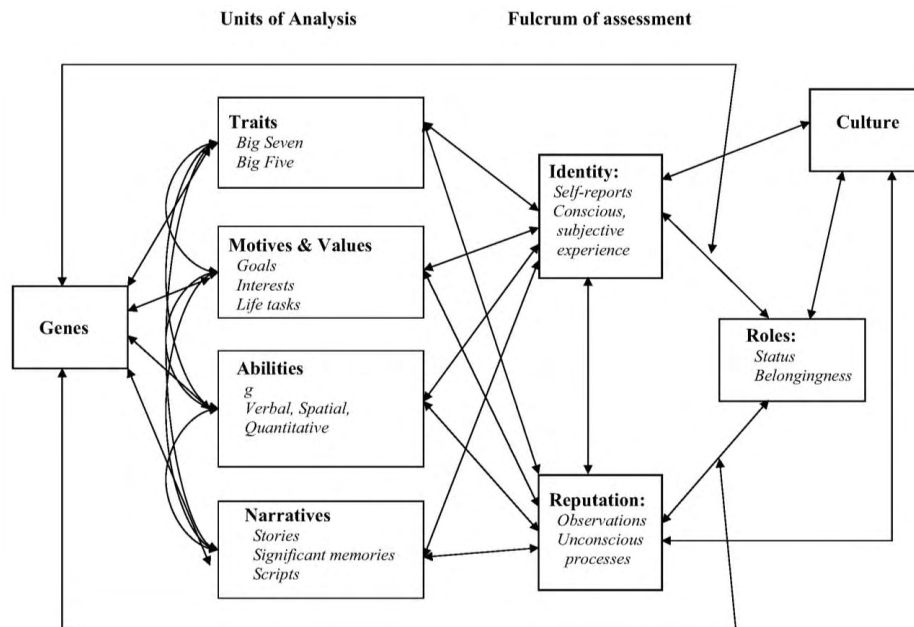 Units of Analysis
Fulcrum of assessment
Traits
Big Seven
Big Five
Culture
Identity:
Self-reports
Conscious,
subjective
experience
Motives & Values
Goals
Interests
Life tasks
Genes
Roles:
Status
Belongingness
Abilities
g
Verbal, Spatial,
Quantitative
Reputation:
Observations
Unconscious
processes
Narratives
Stories
Significant memories
Scripts